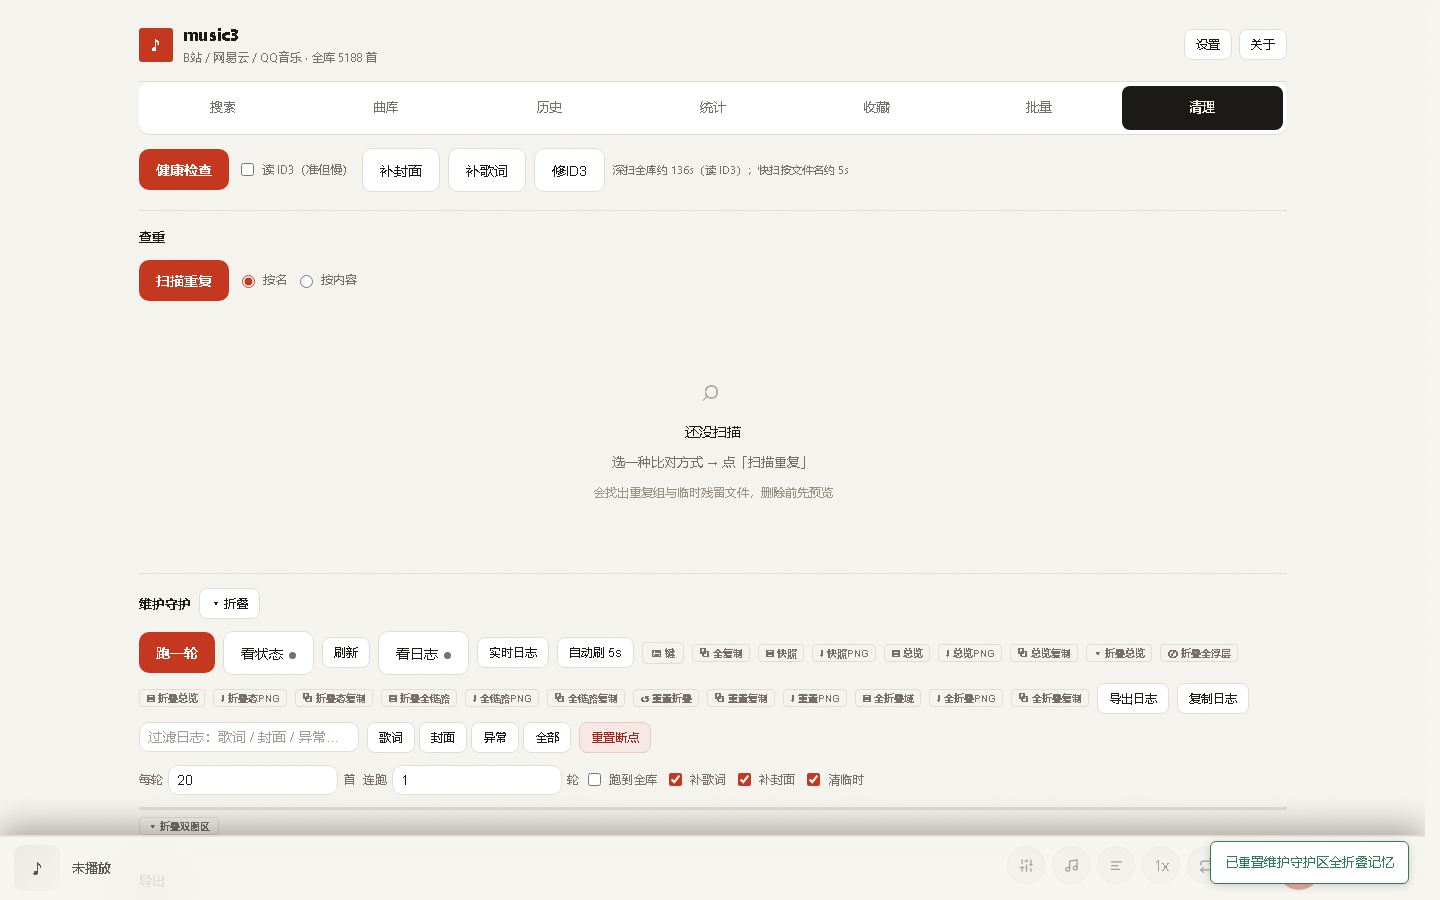 music3
B站 / 网易云 / QQ音乐 · 全库 5188 首
设置 关于
搜索 曲库 历史 统计 收藏 批量 清理
健康检查 读 ID3（准但慢） 补封面 补歌词 修ID3 深扫全库约 136s（读 ID3）；快扫按文件名约 5s
查重
扫描重复 按名 按内容
还没扫描
选一种比对方式 → 点「扫描重复」
会找出重复组与临时残留文件，删除前先预览
维护守护 ▾ 折叠
跑一轮 看状态 ● 刷新 看日志 ● 实时日志 自动刷 5s 键 全复制 快照 快照PNG 总览 总览PNG 总览复制 ▾ 折叠总览 折叠全浮层
折叠总览 折叠态PNG 折叠态复制 折叠全链路 全链路PNG 全链路复制 重置折叠 重置复制 重置PNG 全折叠域 全折叠PNG 全折叠复制 导出日志 复制日志
过滤日志：歌词 / 封面 / 异常... 歌词 封面 异常 全部 重置断点
每轮 20 首 连跑 1 轮 跑到全库 补歌词 补封面 清临时
▾ 折叠双图区
♪ 未播放 导出 1x 已重置维护守护区全折叠记忆